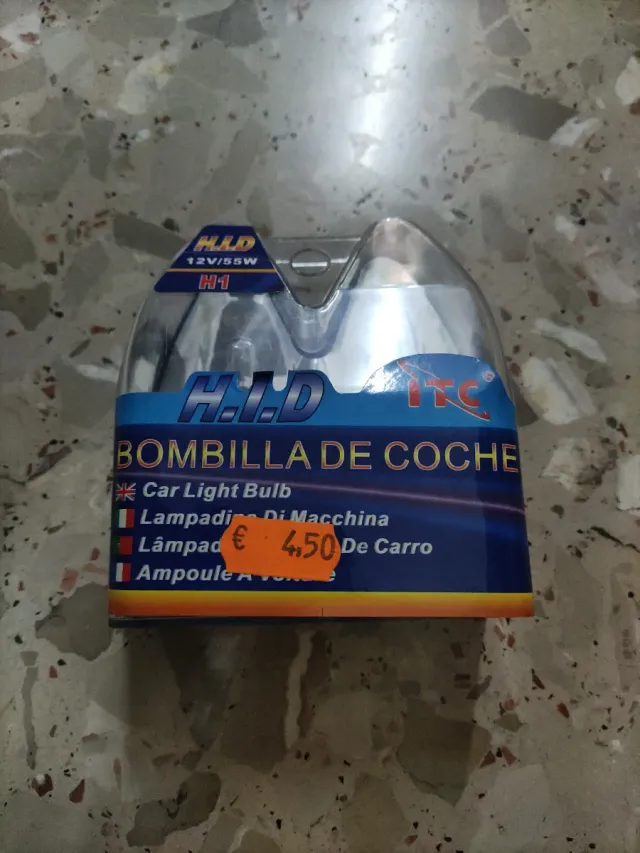 H.I.D
12V/55W
H1
H.I.D
ITC
BOMBILLA DE COCHE
Car Light Bulb
Lampadina Di Macchina
De Carro
Ampoule A
€ 4,50